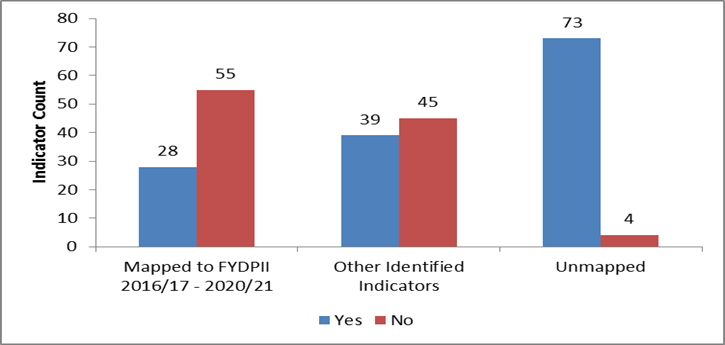 80
70
60
50
40
30
20
10
0
Indicator Count
28
55
39
45
73
4
Mapped to FYDPII
2016/17 - 2020/21
Other Identified
Indicators
Unmapped
Yes No